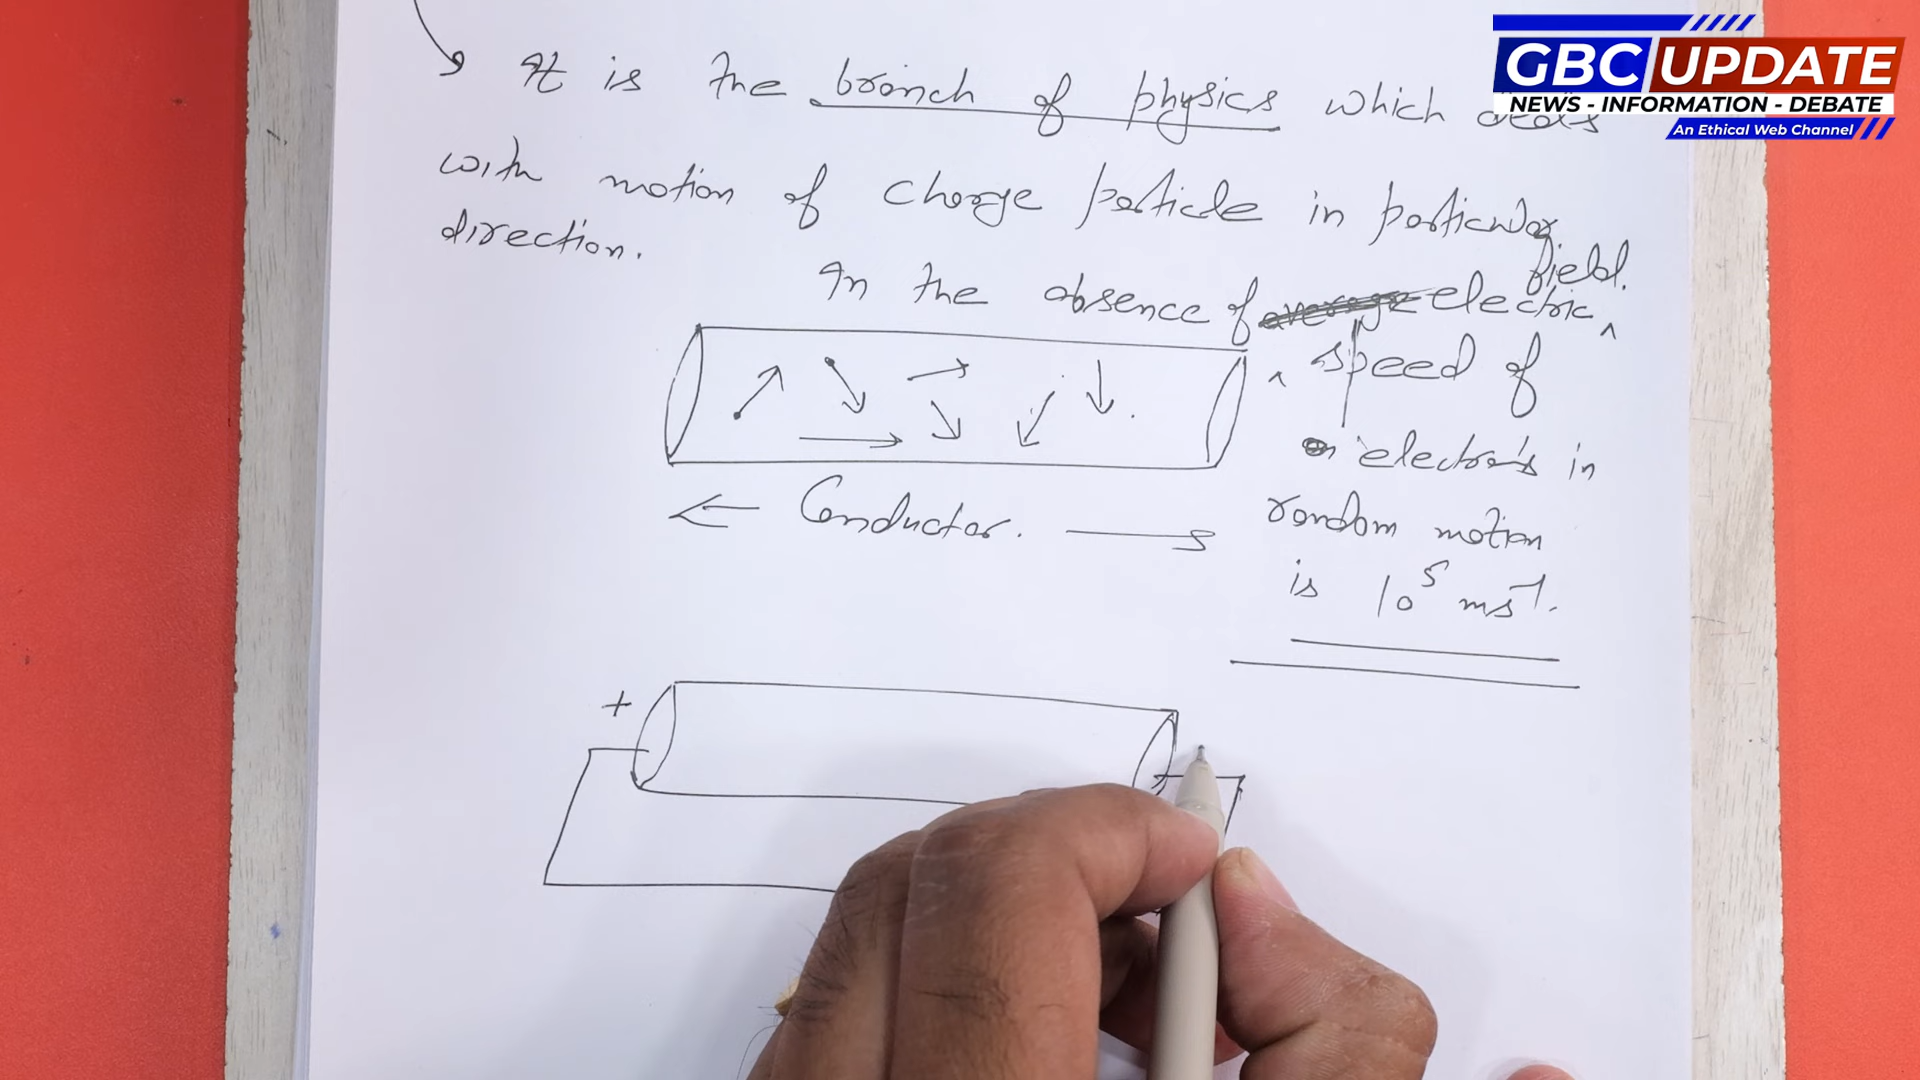 GBC UPDATE
NEWS - INFORMATION - DEBATE
An Ethical Web Channel
It is the branch of physics which deals
with motion of charge particle in particular
direction.
In the absence of average electric field.
speed of
electrons in
random motion
is 10⁵ ms⁻¹.
← Conductor. →
+